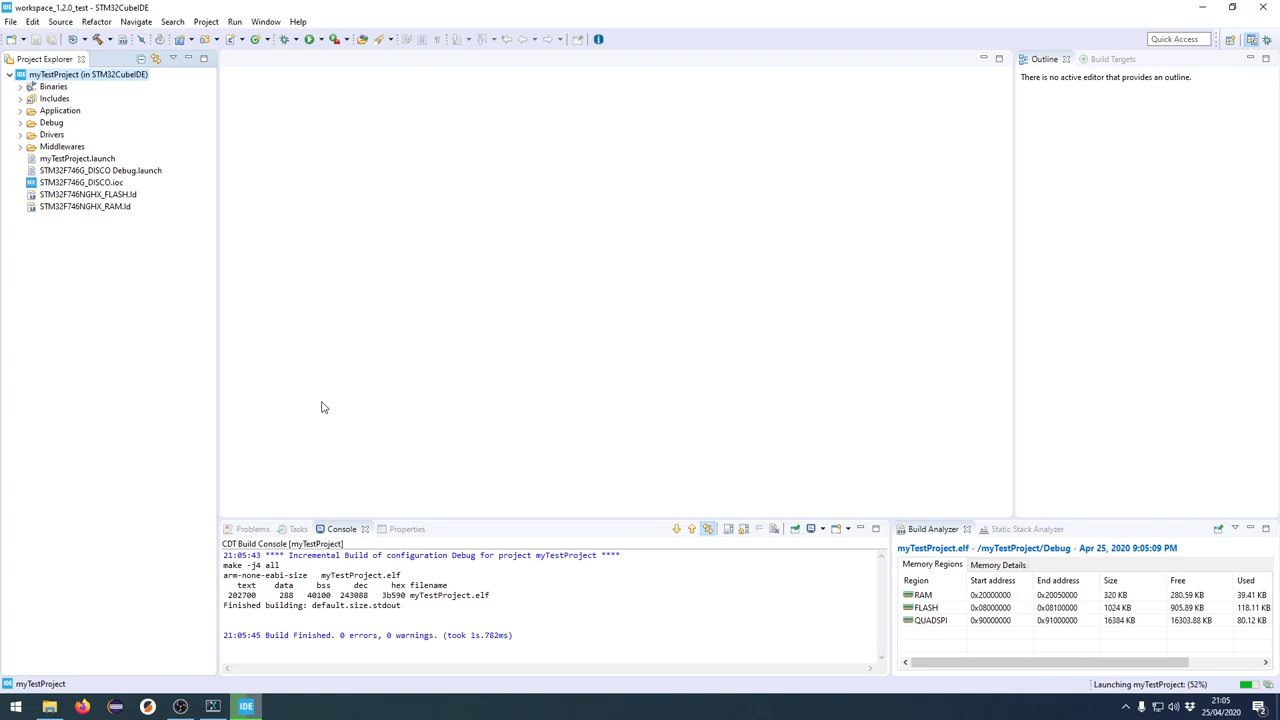 IDE workspace_1.2.0_test - STM32CubeIDE
File Edit Source Refactor Navigate Search Project Run Window Help
Quick Access
Project Explorer
IDE myTestProject (in STM32CubeIDE)
Binaries
Includes
Application
Debug
Drivers
Middlewares
myTestProject.launch
STM32F746G_DISCO Debug.launch
MX STM32F746G_DISCO.ioc
STM32F746NGHX_FLASH.ld
STM32F746NGHX_RAM.ld
Outline Build Targets
There is no active editor that provides an outline.
Problems Tasks Console Properties
CDT Build Console [myTestProject]
21:05:43 **** Incremental Build of configuration Debug for project myTestProject ****
make -j4 all
arm-none-eabi-size myTestProject.elf
text data bss dec hex filename
202700 288 40100 243088 3b590 myTestProject.elf
Finished building: default.size.stdout
21:05:45 Build Finished. 0 errors, 0 warnings. (took 1s.782ms)
Build Analyzer Static Stack Analyzer
myTestProject.elf - /myTestProject/Debug - Apr 25, 2020 9:05:09 PM
Memory Regions Memory Details
Region Start address End address Size Free Used
RAM 0x20000000 0x20050000 320 KB 280.59 KB 39.41 KB
FLASH 0x08000000 0x08100000 1024 KB 905.89 KB 118.11 KB
QUADSPI 0x90000000 0x91000000 16384 KB 16303.88 KB 80.12 KB
IDE myTestProject
Launching myTestProject: (52%)
IDE
21:05
25/04/2020
2